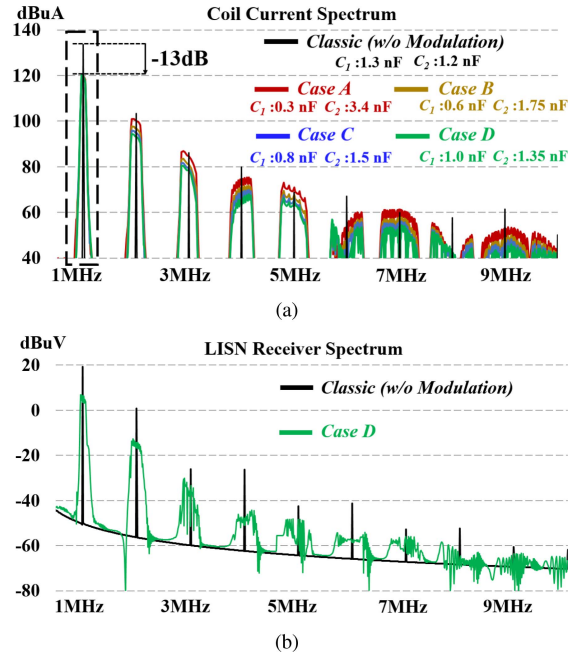 dBuA
Coil Current Spectrum
140
120
100
80
60
40
-13dB
Classic (w/o Modulation)
C1:1.3 nF C2:1.2 nF
Case A
C1:0.3 nF C2:3.4 nF
Case B
C1:0.6 nF C2:1.75 nF
Case C
C1:0.8 nF C2:1.5 nF
Case D
C1:1.0 nF C2:1.35 nF
1MHz 3MHz 5MHz 7MHz 9MHz
(a)
dBuV
LISN Receiver Spectrum
20
0
-20
-40
-60
-80
Classic (w/o Modulation)
Case D
1MHz 3MHz 5MHz 7MHz 9MHz
(b)